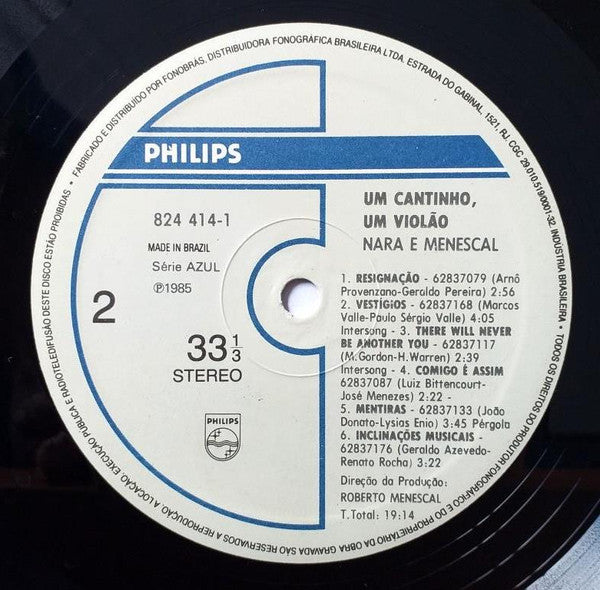 • FABRICADO E DISTRIBUÍDO POR FONOBRAS, DISTRIBUIDORA FONOGRÁFICA BRASILEIRA LTDA. ESTRADA DO GABINAL, 1521, RJ, CGC 29.010.519/0001-32. INDÚSTRIA BRASILEIRA. • TODOS OS DIREITOS DO PRODUTOR FONOGRÁFICO E DO PROPRIETÁRIO DA OBRA GRAVADA SÃO RESERVADOS A REPRODUÇÃO, A LOCAÇÃO, EXECUÇÃO PÚBLICA E RADIOTELEDIFUSÃO DESTE DISCO ESTÃO PROIBIDAS
PHILIPS
824 414-1
MADE IN BRAZIL
Série AZUL
℗1985
2
33 1/3
STEREO
PHILIPS
UM CANTINHO,
UM VIOLÃO
NARA E MENESCAL
1. RESIGNAÇÃO - 62837079 (Arnô
Provenzano-Geraldo Pereira) 2:56
2. VESTÍGIOS - 62837168 (Marcos
Valle-Paulo Sérgio Valle) 4:05
Intersong - 3. THERE WILL NEVER
BE ANOTHER YOU - 62837117
(M.Gordon-H.Warren) 2:39
Intersong - 4. COMIGO É ASSIM
62837087 (Luiz Bittencourt-
José Menezes) 2:22 -
5. MENTIRAS - 62837133 (João
Donato-Lysias Enio) 3:45 Pérgola
6. INCLINAÇÕES MUSICAIS -
62837176 (Geraldo Azevedo-
Renato Rocha) 3:22
Direção da Produção:
ROBERTO MENESCAL
T.Total: 19:14